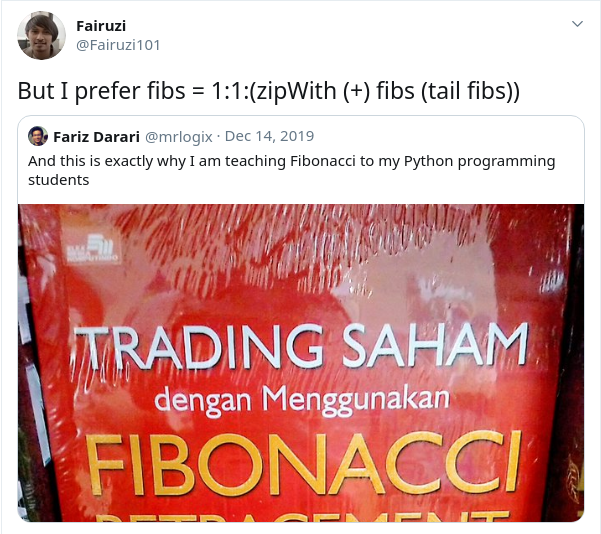 Fairuzi
@Fairuzi101
But I prefer fibs = 1:1:(zipWith (+) fibs (tail fibs))
Fariz Darari @mrlogix · Dec 14, 2019
And this is exactly why I am teaching Fibonacci to my Python programming
students
TRADING SAHAM
dengan Menggunakan
FIBONACCI
RETRACEMENT